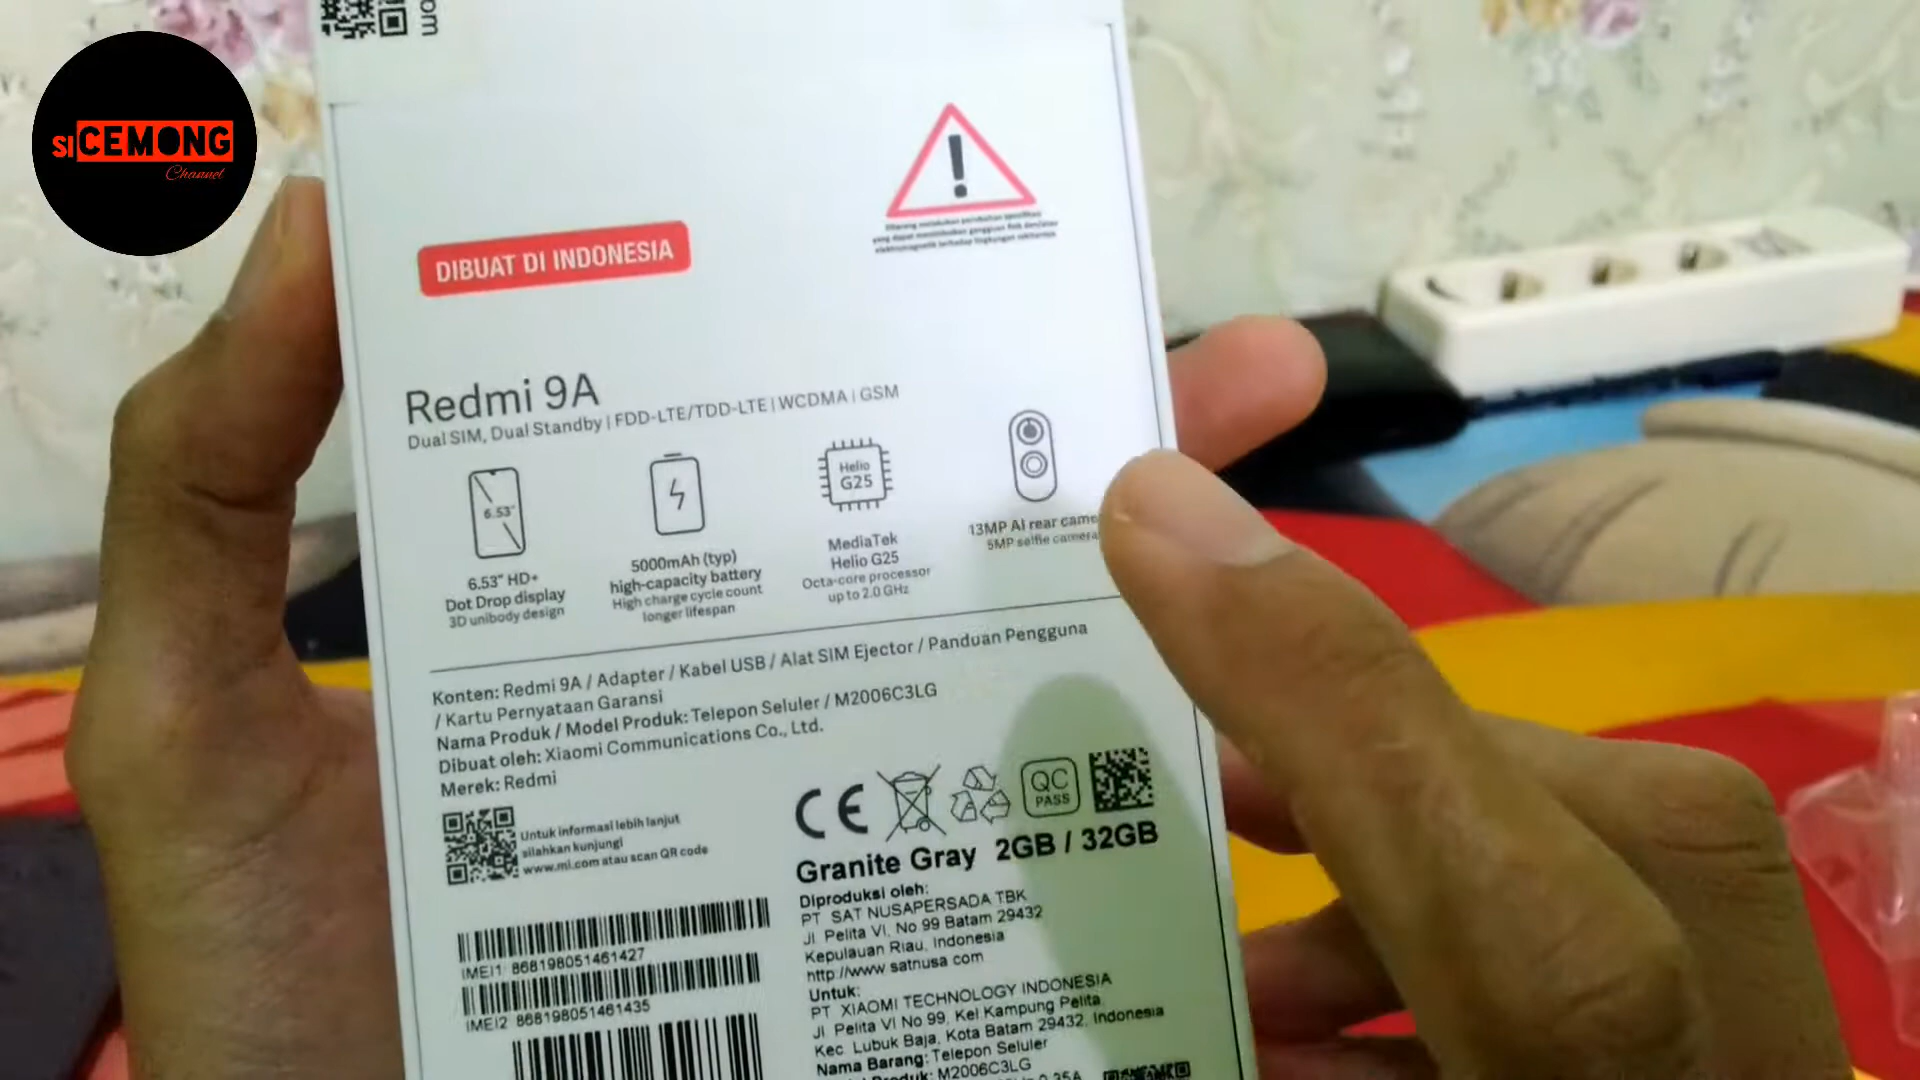 SICEMONG
Channel
com
DIBUAT DI INDONESIA
Redmi 9A
Dual SIM, Dual Standby | FDD-LTE/TDD-LTE | WCDMA | GSM
6.53"
Helio
G25
6.53" HD+
Dot Drop display
3D unibody design
5000mAh (typ)
high-capacity battery
High charge cycle count
longer lifespan
MediaTek
Helio G25
Octa-core processor
up to 2.0 GHz
13MP AI rear came
5MP selfie camera
Konten: Redmi 9A / Adapter / Kabel USB / Alat SIM Ejector / Panduan Pengguna
/ Kartu Pernyataan Garansi
Nama Produk / Model Produk: Telepon Seluler / M2006C3LG
Dibuat oleh: Xiaomi Communications Co., Ltd.
Merek: Redmi
Untuk informasi lebih lanjut
silahkan kunjungi
www.mi.com atau scan QR code
CE
QC
PASS
Granite Gray 2GB / 32GB
Diproduksi oleh:
PT SAT NUSAPERSADA TBK
Jl. Pelita VI, No 99 Batam 29432
Kepulauan Riau, Indonesia
http://www satnusa com
Untuk:
PT XIAOMI TECHNOLOGY INDONESIA
Jl. Pelita VI No 99, Kel Kampung Pelita,
Kec Lubuk Baja, Kota Batam 29432, Indonesia
Nama Barang: Telepon Seluler
Produk: M2006C3LG
0.35A
IMEI1: 868198051461427
IMEI2 868198051461435